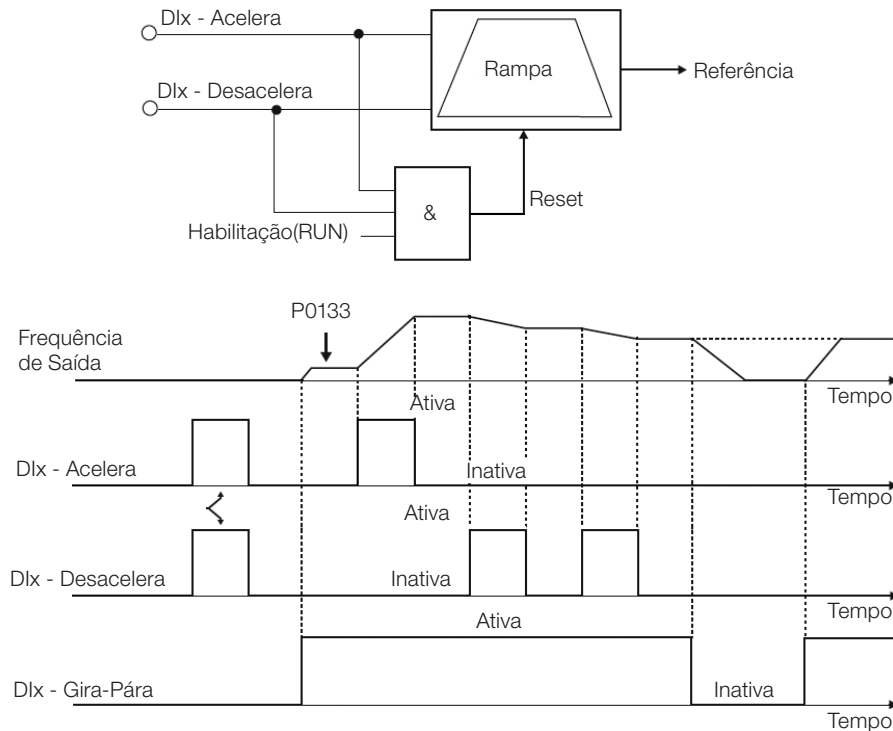 DIx - Acelera
DIx - Desacelera
Rampa
Referência
&
Reset
Habilitação(RUN)
P0133
Frequência
de Saída
Tempo
Ativa
DIx - Acelera
Inativa
Tempo
Ativa
DIx - Desacelera
Inativa
Tempo
Ativa
DIx - Gira-Pára
Inativa
Tempo